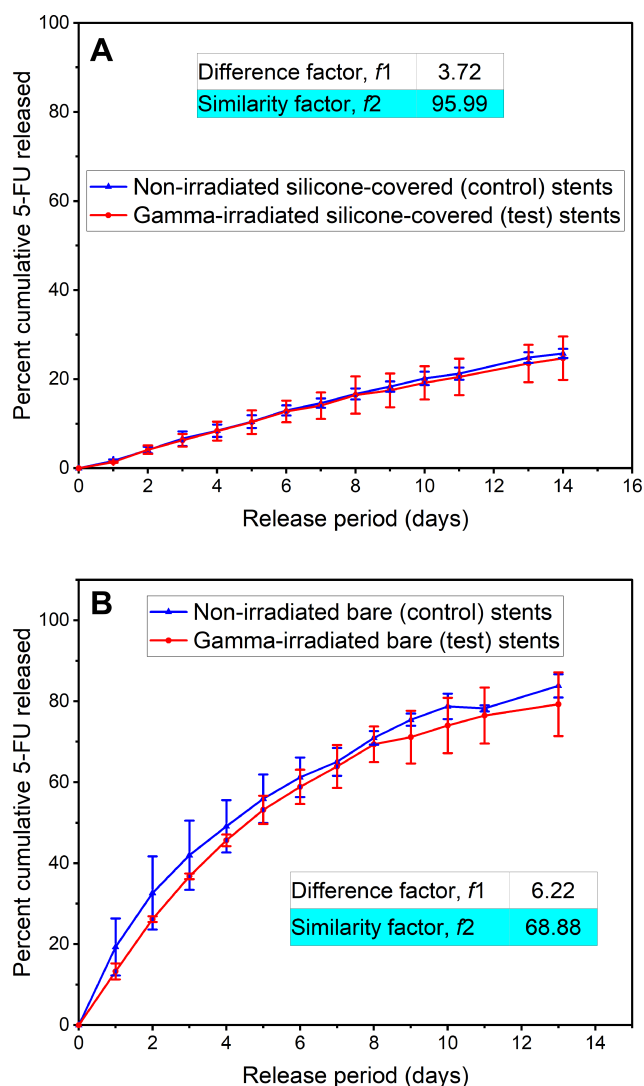 A
Difference factor, f1 3.72
Similarity factor, f2 95.99
Non-irradiated silicone-covered (control) stents
Gamma-irradiated silicone-covered (test) stents
Percent cumulative 5-FU released
100
80
60
40
20
0
0 2 4 6 8 10 12 14 16
Release period (days)
B
Non-irradiated bare (control) stents
Gamma-irradiated bare (test) stents
Percent cumulative 5-FU released
100
80
60
40
20
0
Difference factor, f1 6.22
Similarity factor, f2 68.88
0 2 4 6 8 10 12 14
Release period (days)